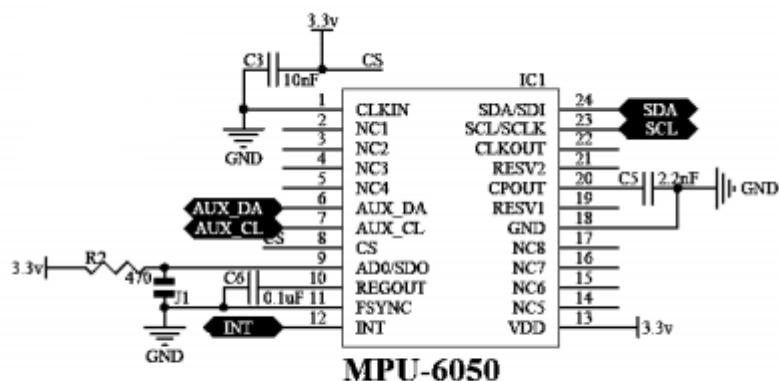 3.3v
C3
10nF
CS
IC1
1 CLKIN SDA/SDI 24 SDA
2 NC1 SCL/SCLK 23 SCL
3 NC2 CLKOUT 22
4 NC3 RESV2 21
5 NC4 CPOUT 20 C5 2.2nF GND
GND
AUX_DA 6 AUX_DA RESV1 19
AUX_CL 7 AUX_CL GND 18
CS 8 CS NC8 17
3.3v R2 470 9 AD0/SDO NC7 16
C6 0.1uF 10 REGOUT NC6 15
J1 11 FSYNC NC5 14
INT 12 INT VDD 13 3.3v
GND
MPU-6050